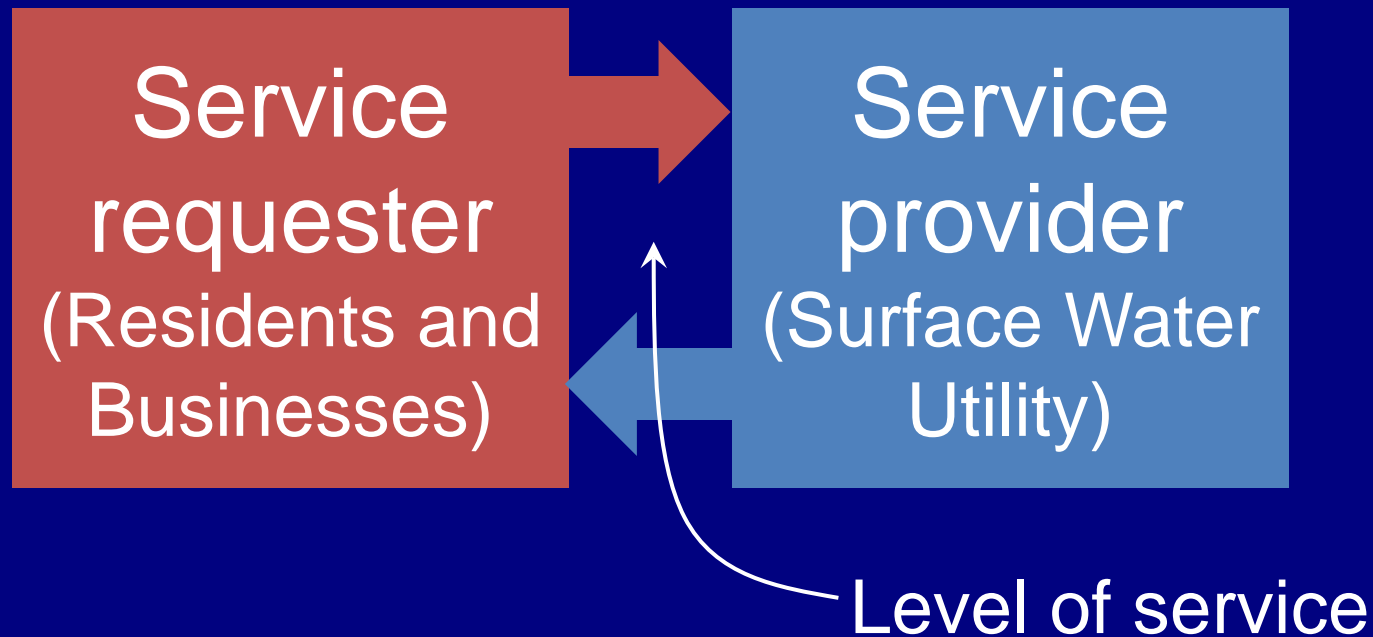 Service
requester
(Residents and
Businesses)
Service
provider
(Surface Water
Utility)
Level of service